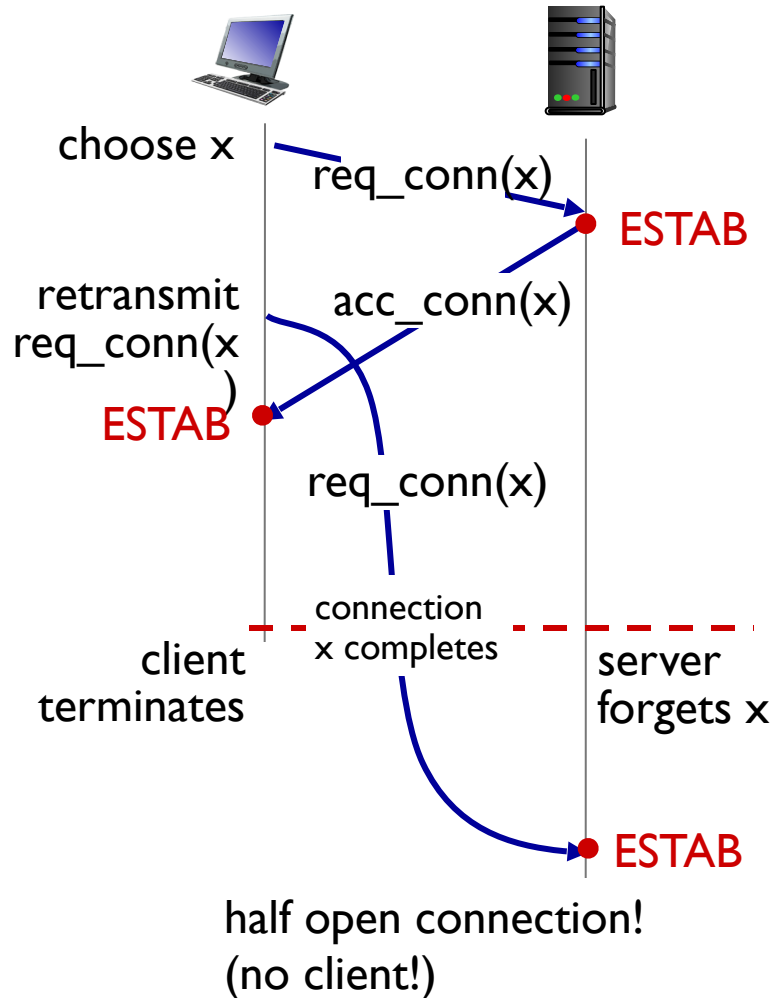 choose x
req_conn(x)
ESTAB
retransmit
req_conn(x
)
acc_conn(x)
ESTAB
req_conn(x)
connection
x completes
client
terminates
server
forgets x
ESTAB
half open connection!
(no client!)